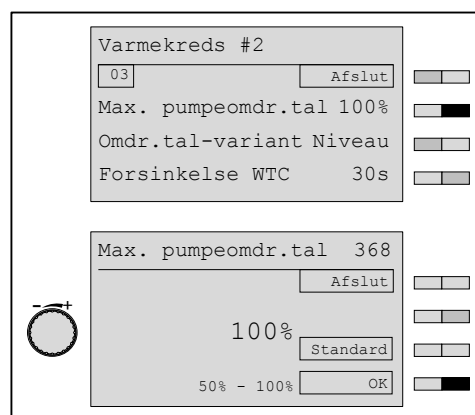 Varmekreds #2
03 Afslut
Max. pumpeomdr.tal 100%
Omdr.tal-variant Niveau
Forsinkelse WTC 30s
Max. pumpeomdr.tal 368
Afslut
- +
100%
Standard
50% - 100% OK